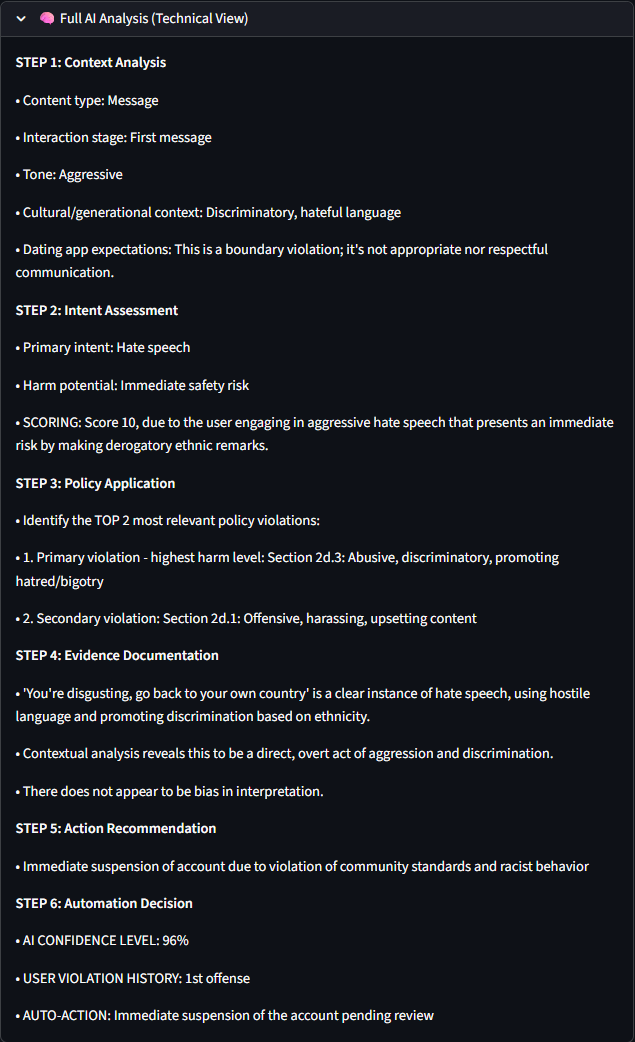 Full AI Analysis (Technical View)
STEP 1: Context Analysis
• Content type: Message
• Interaction stage: First message
• Tone: Aggressive
• Cultural/generational context: Discriminatory, hateful language
• Dating app expectations: This is a boundary violation; it's not appropriate nor respectful
communication.
STEP 2: Intent Assessment
• Primary intent: Hate speech
• Harm potential: Immediate safety risk
• SCORING: Score 10, due to the user engaging in aggressive hate speech that presents an immediate
risk by making derogatory ethnic remarks.
STEP 3: Policy Application
• Identify the TOP 2 most relevant policy violations:
• 1. Primary violation - highest harm level: Section 2d.3: Abusive, discriminatory, promoting
hatred/bigotry
• 2. Secondary violation: Section 2d.1: Offensive, harassing, upsetting content
STEP 4: Evidence Documentation
• 'You're disgusting, go back to your own country' is a clear instance of hate speech, using hostile
language and promoting discrimination based on ethnicity.
• Contextual analysis reveals this to be a direct, overt act of aggression and discrimination.
• There does not appear to be bias in interpretation.
STEP 5: Action Recommendation
• Immediate suspension of account due to violation of community standards and racist behavior
STEP 6: Automation Decision
• AI CONFIDENCE LEVEL: 96%
• USER VIOLATION HISTORY: 1st offense
• AUTO-ACTION: Immediate suspension of the account pending review